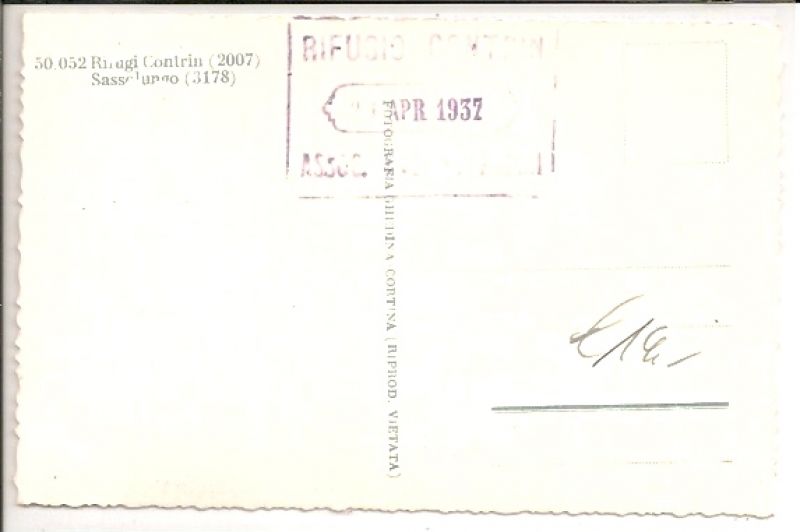 50.052 Rifugi Contrin (2007)
Sassolungo (3178)
RIFUGIO CONTRIN
APR 1937
ASSOC.
FOTOGRAFIA GHEDINA CORTINA (RIPROD. VIETATA)